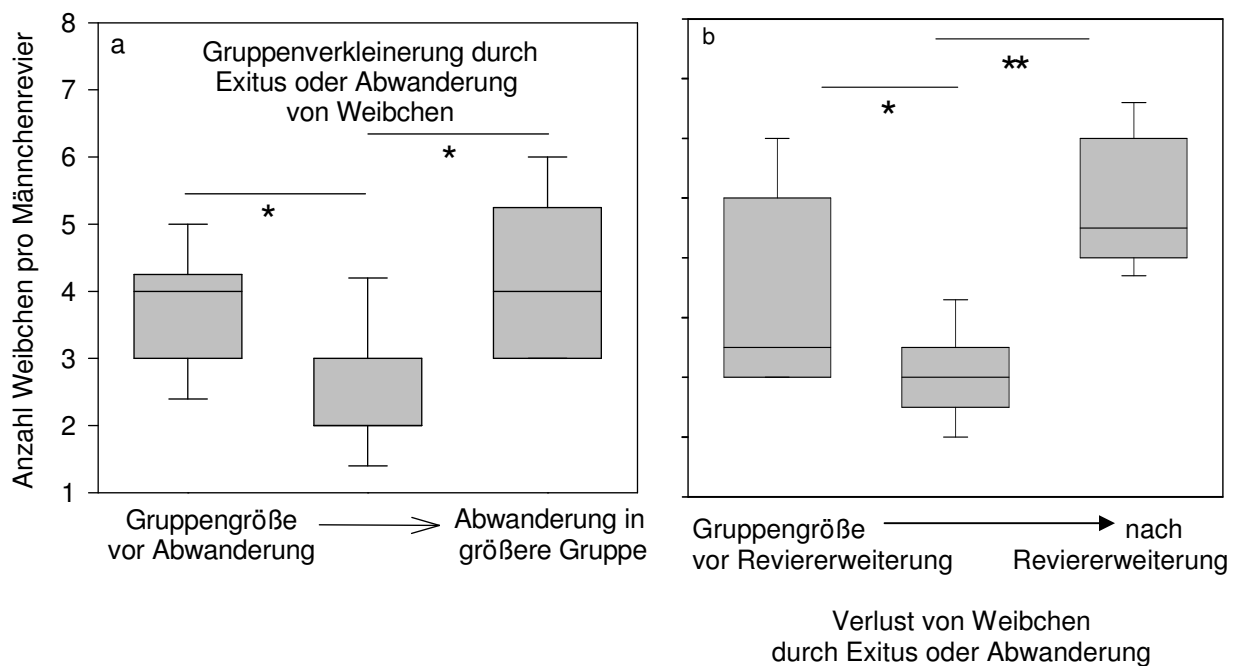 Anzahl Weibchen pro Männchenrevier
8
7
6
5
4
3
2
1
a
Gruppenverkleinerung durch
Exitus oder Abwanderung
von Weibchen
*
*
Gruppengröße
vor Abwanderung
Abwanderung in
größere Gruppe
b
*
**
Gruppengröße
vor Reviererweiterung
nach
Reviererweiterung
Verlust von Weibchen
durch Exitus oder Abwanderung